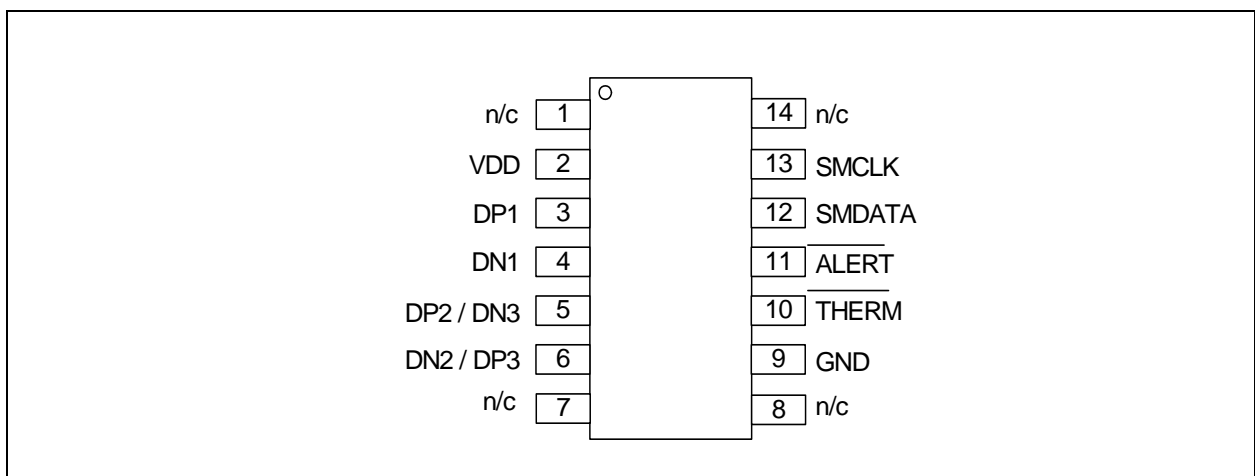 n/c 1
VDD 2
DP1 3
DN1 4
DP2 / DN3 5
DN2 / DP3 6
n/c 7
14 n/c
13 SMCLK
12 SMDATA
11 ALERT
10 THERM
9 GND
8 n/c